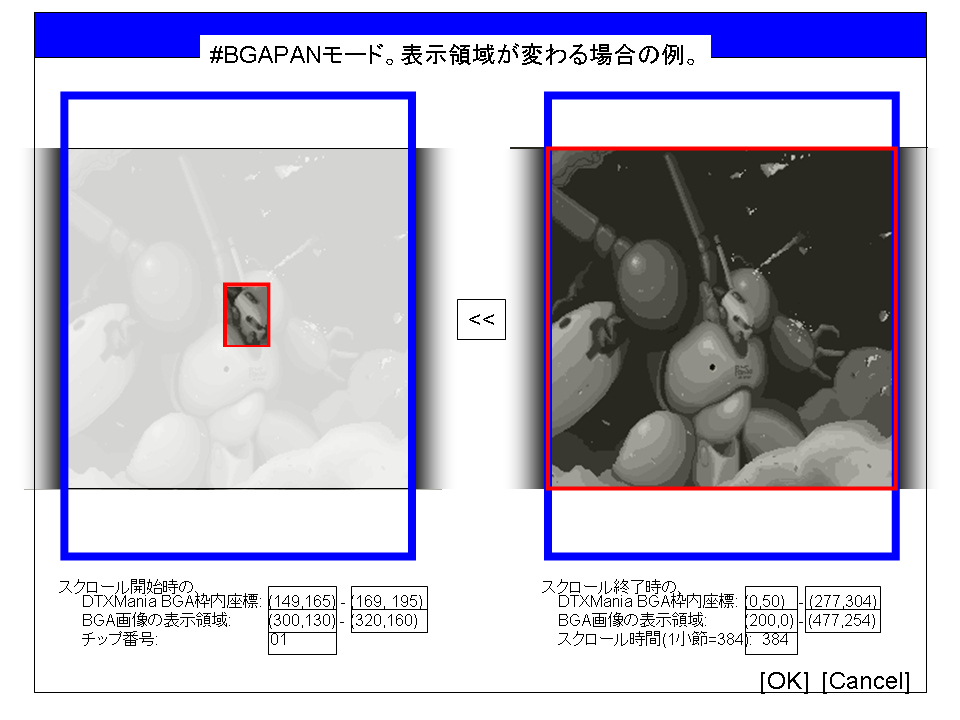 #BGAPANモード。表示領域が変わる場合の例。
<<
スクロール開始時の、
DTXMania BGA枠内座標: (149,165) - (169, 195)
BGA画像の表示領域: (300,130) - (320,160)
チップ番号: 01
スクロール終了時の、
DTXMania BGA枠内座標: (0,50) - (277,304)
BGA画像の表示領域: (200,0) - (477,254)
スクロール時間(1小節=384): 384
[OK] [Cancel]